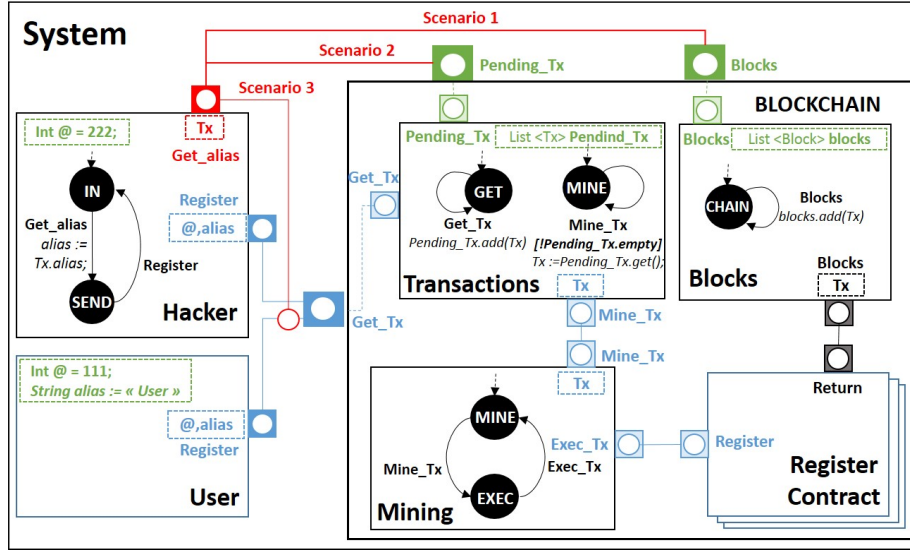 System
Scenario 1
Scenario 2
Scenario 3
Pending_Tx
Blocks
BLOCKCHAIN
Int @ = 222;
Tx
Get_alias
IN
Get_alias
alias :=
Tx.alias;
Register
SEND
Hacker
Register
@,alias
Get_Tx
Get_Tx
Pending_Tx
List <Tx> Pendind_Tx
GET
MINE
Get_Tx
Pending_Tx.add(Tx)
Mine_Tx
[!Pending_Tx.empty]
Tx :=Pending_Tx.get();
Transactions
Tx
Mine_Tx
Blocks
List <Block> blocks
CHAIN
Blocks
blocks.add(Tx)
Blocks
Blocks
Tx
Int @ = 111;
String alias := « User »
@,alias
Register
User
Mine_Tx
Tx
MINE
Mine_Tx
EXEC
Exec_Tx
Exec_Tx
Mining
Return
Register
Register
Contract